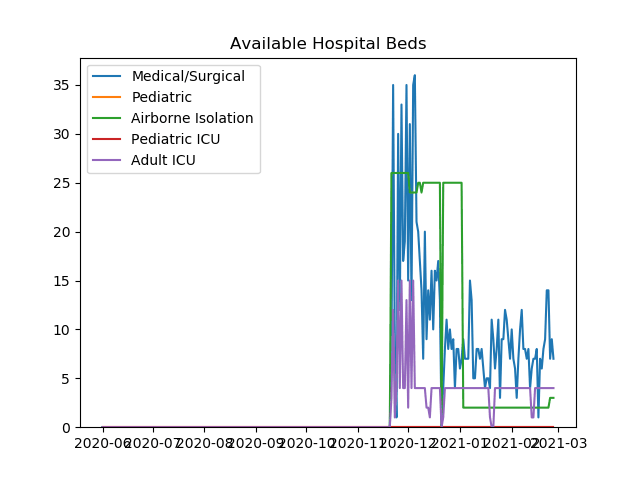 Available Hospital Beds
Medical/Surgical
Pediatric
Airborne Isolation
Pediatric ICU
Adult ICU
35
30
25
20
15
10
5
0
2020-06 2020-07 2020-08 2020-09 2020-10 2020-11 2020-12 2021-01 2021-02 2021-03